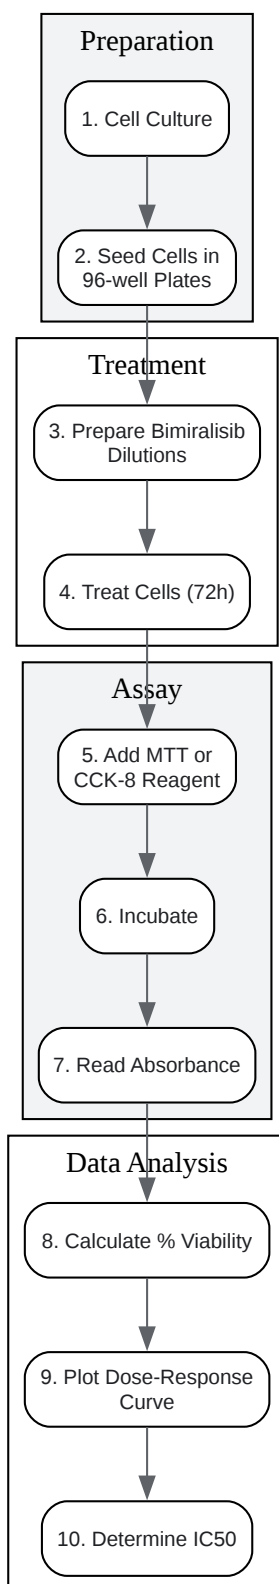 Preparation
1. Cell Culture
2. Seed Cells in
96-well Plates
Treatment
3. Prepare Bimiralisib
Dilutions
4. Treat Cells (72h)
Assay
5. Add MTT or
CCK-8 Reagent
6. Incubate
7. Read Absorbance
Data Analysis
8. Calculate % Viability
9. Plot Dose-Response
Curve
10. Determine IC50